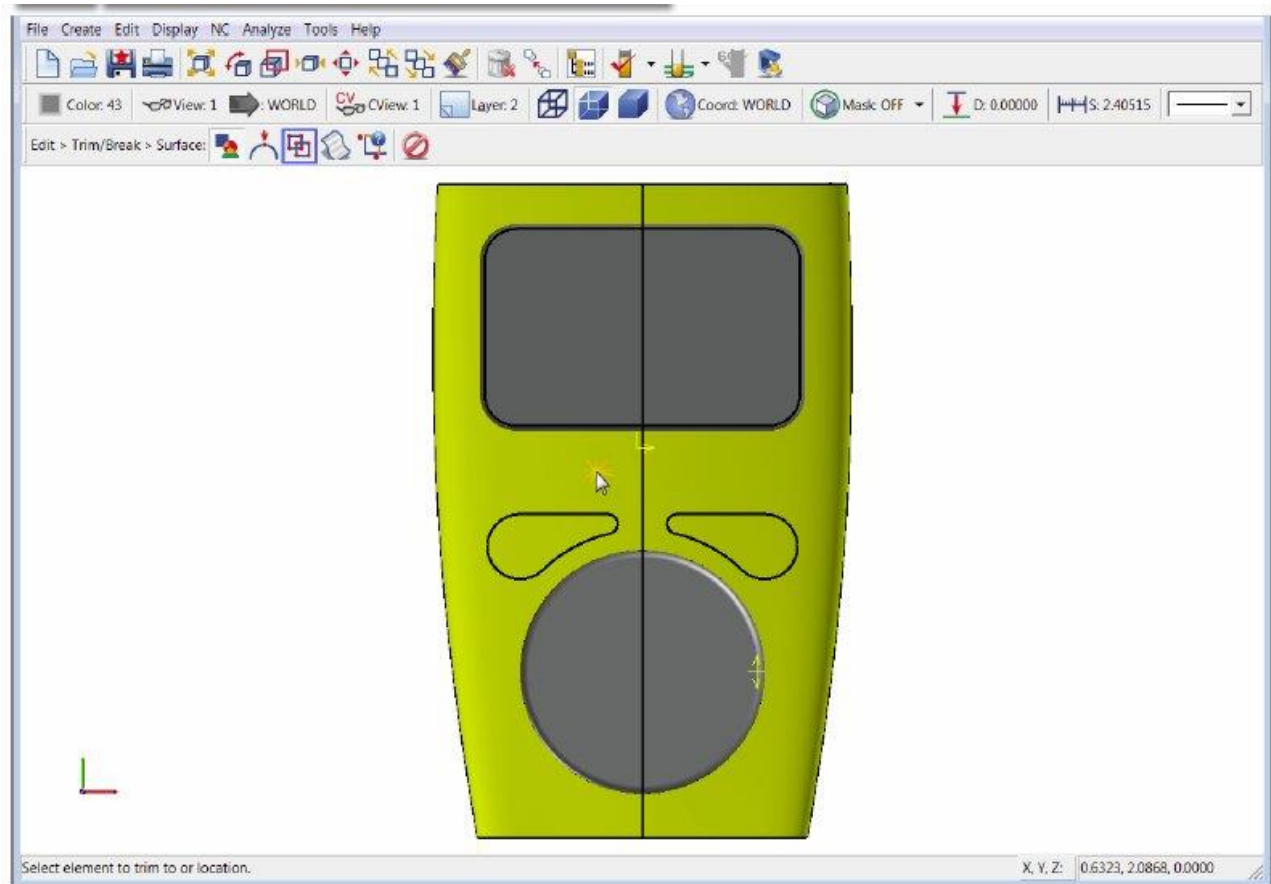 File Create Edit Display NC Analyze Tools Help
Color: 43 View: 1 : WORLD CV CView: 1 Layer: 2 Coord: WORLD Mask: OFF D: 0.00000 S: 2.40515
Edit > Trim/Break > Surface:
Select element to trim to or location. X, Y, Z: 0.6323, 2.0868, 0.0000